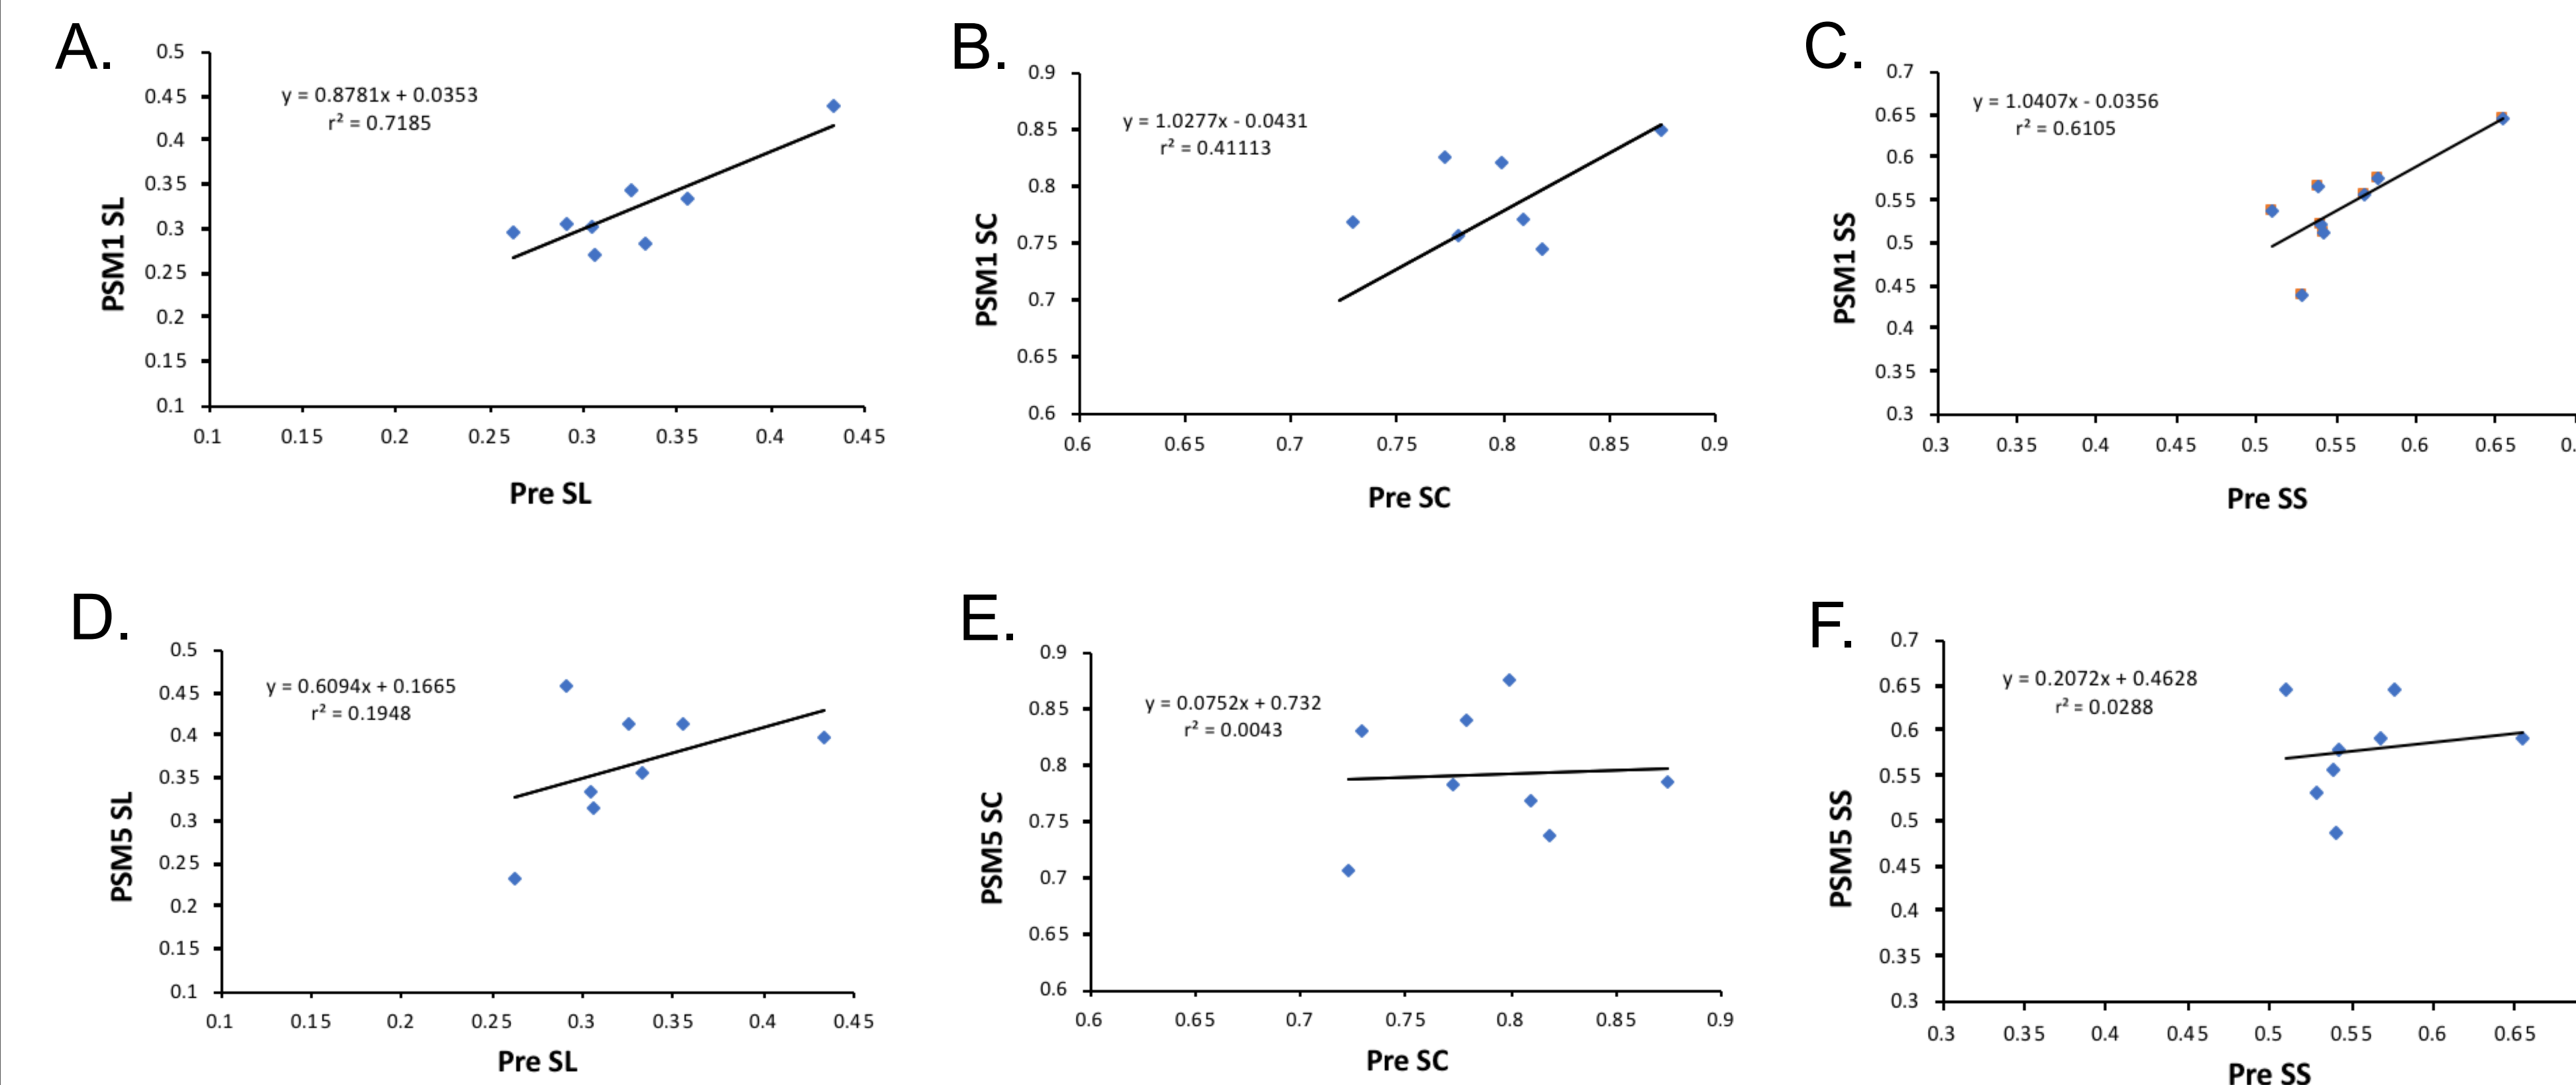 A.
0.5
0.45
0.4
0.35
0.3
0.25
0.2
0.15
0.1
y = 0.8781x + 0.0353
r² = 0.7185
PSM1 SL
0.1 0.15 0.2 0.25 0.3 0.35 0.4 0.45
Pre SL
B.
0.9
0.85
0.8
0.75
0.7
0.65
0.6
y = 1.0277x - 0.0431
r² = 0.41113
PSM1 SC
0.6 0.65 0.7 0.75 0.8 0.85 0.9
Pre SC
C.
0.7
0.65
0.6
0.55
0.5
0.45
0.4
0.35
0.3
y = 1.0407x - 0.0356
r² = 0.6105
PSM1 SS
0.3 0.35 0.4 0.45 0.5 0.55 0.6 0.65
Pre SS
D.
0.5
0.45
0.4
0.35
0.3
0.25
0.2
0.15
0.1
y = 0.6094x + 0.1665
r² = 0.1948
PSM5 SL
0.1 0.15 0.2 0.25 0.3 0.35 0.4 0.45
Pre SL
E.
0.9
0.85
0.8
0.75
0.7
0.65
0.6
y = 0.0752x + 0.732
r² = 0.0043
PSM5 SC
0.6 0.65 0.7 0.75 0.8 0.85 0.9
Pre SC
F.
0.7
0.65
0.6
0.55
0.5
0.45
0.4
0.35
0.3
y = 0.2072x + 0.4628
r² = 0.0288
PSM5 SS
0.3 0.35 0.4 0.45 0.5 0.55 0.6 0.65
Pre SS